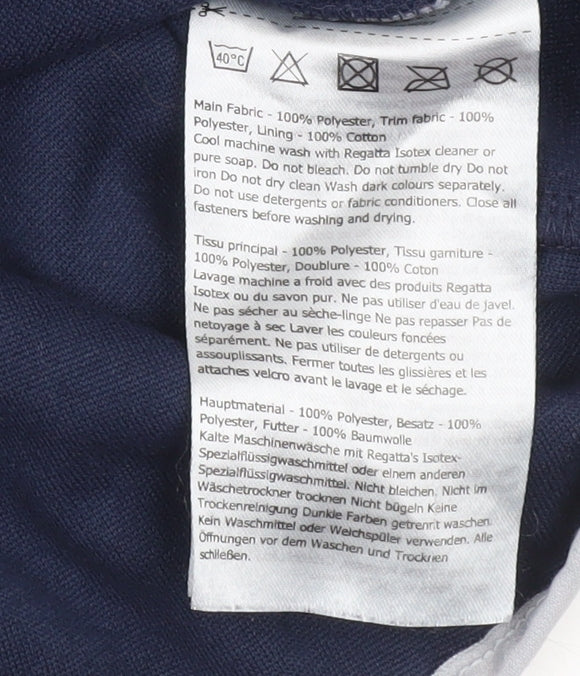 40°C
Main Fabric - 100% Polyester, Trim fabric - 100%
Polyester, Lining - 100% Cotton
Cool machine wash with Regatta Isotex cleaner or
pure soap. Do not bleach. Do not tumble dry Do not
iron Do not dry clean Wash dark colours separately.
Do not use detergents or fabric conditioners. Close all
fasteners before washing and drying.
Tissu principal - 100% Polyester, Tissu garniture -
100% Polyester, Doublure - 100% Coton
Lavage machine a froid avec des produits Regatta
Isotex ou du savon pur. Ne pas utiliser d'eau de javel.
Ne pas sécher au sèche-linge Ne pas repasser Pas de
netoyage à sec Laver les couleurs foncées
séparément. Ne pas utiliser de detergents ou
assouplissants. Fermer toutes les glissières et les
attaches velcro avant le lavage et le séchage.
Hauptmaterial - 100% Polyester, Besatz - 100%
Polyester, Futter - 100% Baumwolle
Kalte Maschinenwäsche mit Regatta's Isotex-
Spezialflüssigwaschmittel oder einem anderen
Spezialflüssigwaschmittel. Nicht bleichen. Nicht im
Wäschetrockner trocknen Nicht bügeln Keine
Trockenreinigung Dunkle Farben getrennt waschen.
Kein Waschmittel oder Weichspüler verwenden. Alle
Öffnungen vor dem Waschen und Trocknen
schließen.